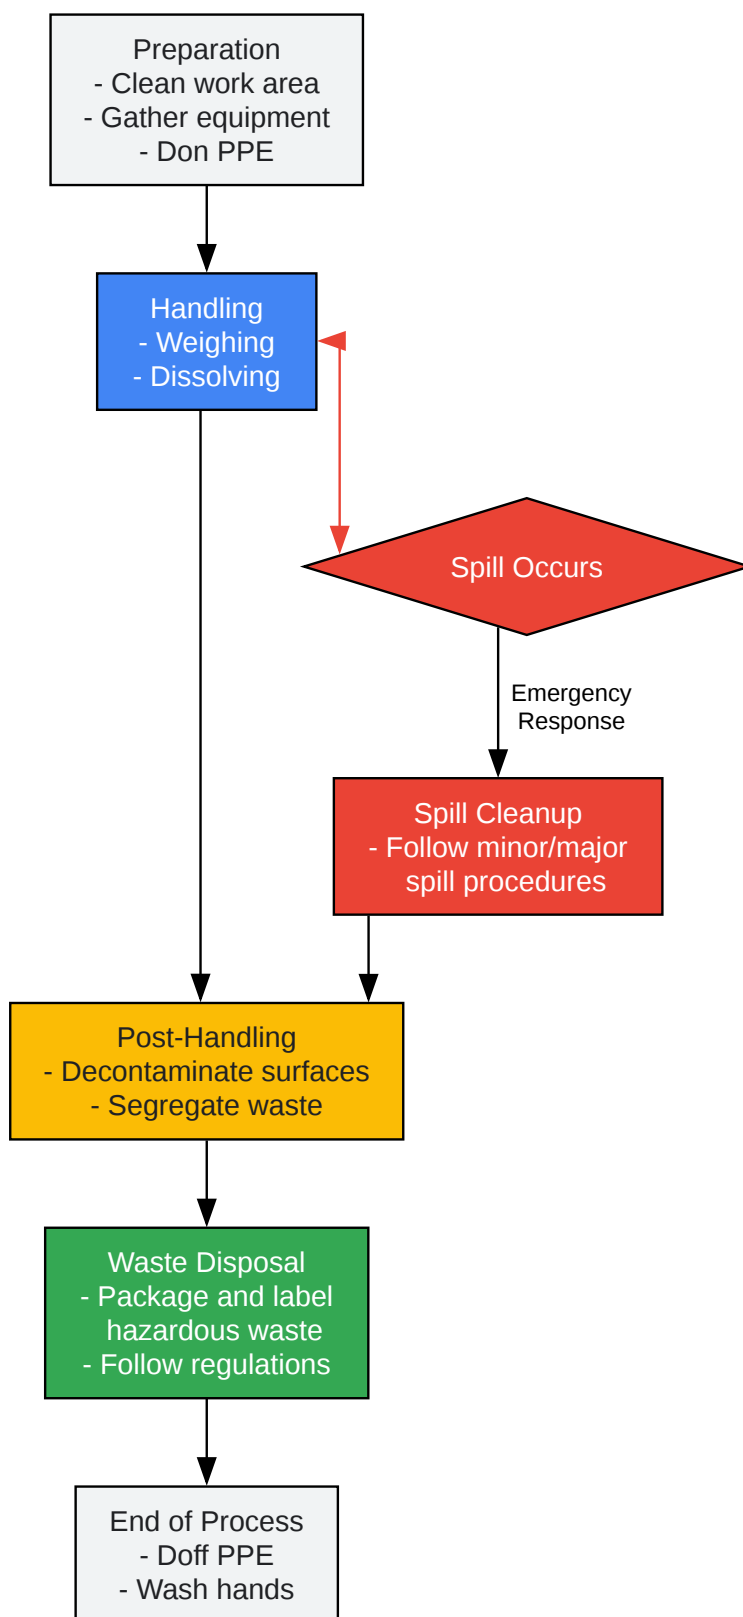 Preparation
- Clean work area
- Gather equipment
- Don PPE
Handling
- Weighing
- Dissolving
Spill Occurs
Emergency
Response
Spill Cleanup
- Follow minor/major
spill procedures
Post-Handling
- Decontaminate surfaces
- Segregate waste
Waste Disposal
- Package and label
hazardous waste
- Follow regulations
End of Process
- Doff PPE
- Wash hands